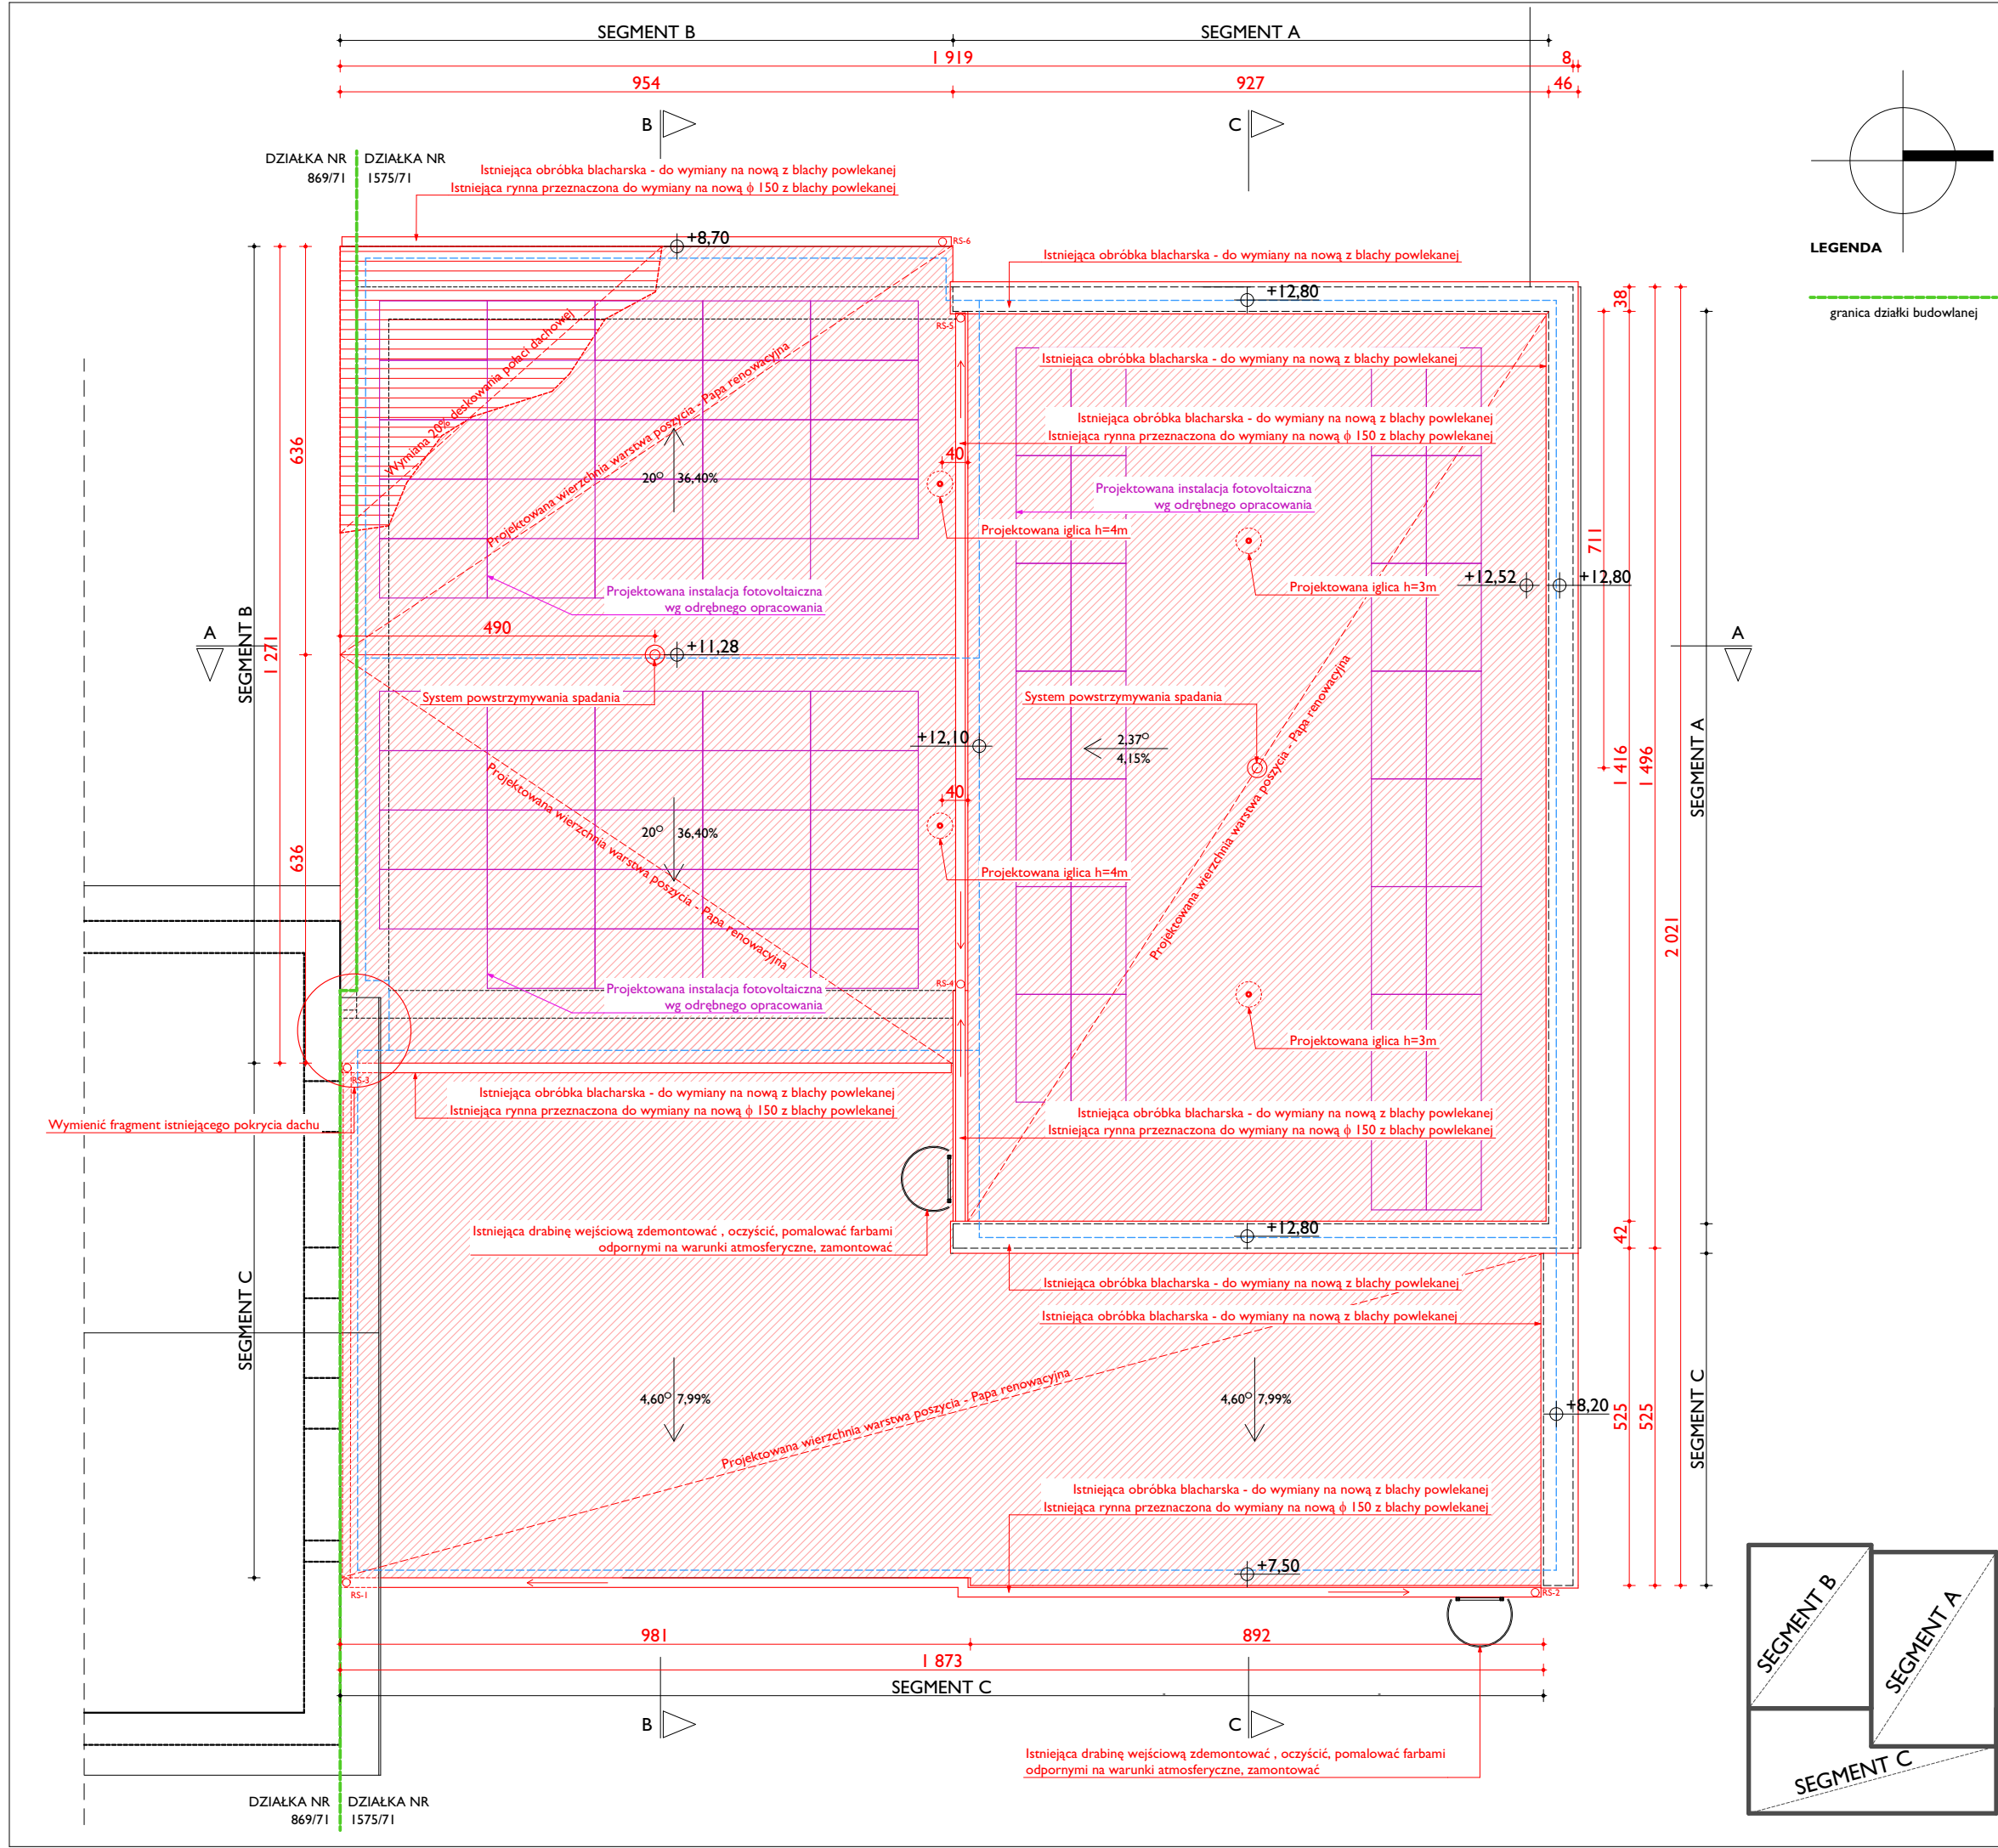 SEGMENT B
SEGMENT A
1 919
8
954
927
46
B
C
DZIAŁKA NR
869/71
DZIAŁKA NR
1575/71
Istniejąca obróbka blacharska - do wymiany na nową z blachy powlekanej
Istniejąca rynna przeznaczona do wymiany na nową ϕ 150 z blachy powlekanej
LEGENDA
granica działki budowlanej
+8,70
RS-6
Istniejąca obróbka blacharska - do wymiany na nową z blachy powlekanej
+12,80
38
RS-5
Wymiana 20% deskowania połaci dachowej
Projektowana wierzchnia warstwa poszycia - Papa renowacyjna
Istniejąca obróbka blacharska - do wymiany na nową z blachy powlekanej
Istniejąca obróbka blacharska - do wymiany na nową z blachy powlekanej
Istniejąca rynna przeznaczona do wymiany na nową ϕ 150 z blachy powlekanej
636
40
20° 36,40%
Projektowana instalacja fotowoltaiczna
wg odrębnego opracowania
Projektowana iglica h=4m
711
Projektowana iglica h=3m
+12,52
+12,80
Projektowana instalacja fotowoltaiczna
wg odrębnego opracowania
490
+11,28
A
A
SEGMENT B
1 271
System powstrzymywania spadania
System powstrzymywania spadania
+12,10
2,37°
4,15%
1 416
1 496
SEGMENT A
Projektowana wierzchnia warstwa poszycia - Papa renowacyjna
Projektowana wierzchnia warstwa poszycia - Papa renowacyjna
40
20° 36,40%
636
Projektowana iglica h=4m
2 021
RS-4
Projektowana instalacja fotowoltaiczna
wg odrębnego opracowania
Projektowana iglica h=3m
RS-3
Istniejąca obróbka blacharska - do wymiany na nową z blachy powlekanej
Istniejąca rynna przeznaczona do wymiany na nową ϕ 150 z blachy powlekanej
Istniejąca obróbka blacharska - do wymiany na nową z blachy powlekanej
Istniejąca rynna przeznaczona do wymiany na nową ϕ 150 z blachy powlekanej
Wymienić fragment istniejącego pokrycia dachu
Istniejąca drabinę wejściową zdemontować , oczyścić, pomalować farbami
odpornymi na warunki atmosferyczne, zamontować
+12,80
42
Istniejąca obróbka blacharska - do wymiany na nową z blachy powlekanej
Istniejąca obróbka blacharska - do wymiany na nową z blachy powlekanej
SEGMENT C
4,60° 7,99%
4,60° 7,99%
Projektowana wierzchnia warstwa poszycia - Papa renowacyjna
+8,20
525
525
SEGMENT C
Istniejąca obróbka blacharska - do wymiany na nową z blachy powlekanej
Istniejąca rynna przeznaczona do wymiany na nową ϕ 150 z blachy powlekanej
+7,50
RS-1
RS-2
981
892
1 873
SEGMENT C
B
C
Istniejąca drabinę wejściową zdemontować , oczyścić, pomalować farbami
odpornymi na warunki atmosferyczne, zamontować
DZIAŁKA NR
869/71
DZIAŁKA NR
1575/71
SEGMENT B
SEGMENT A
SEGMENT C